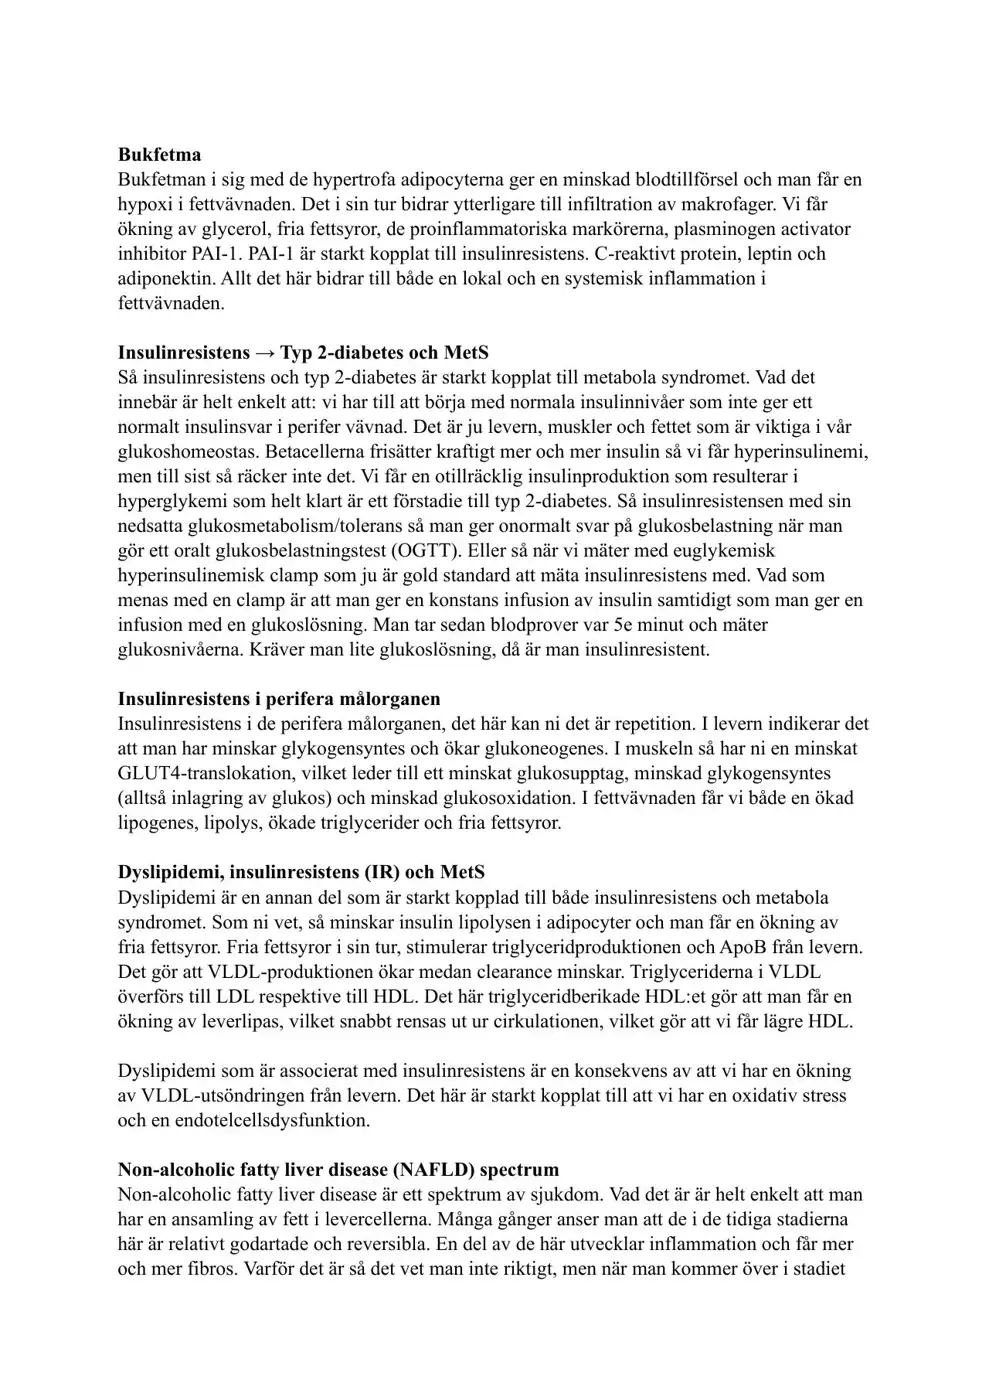 Bukfetma
Bukfetman i sig med de hypertrofa adipocyterna ger en minskad blodtillförsel och man får en
hypoxi i fettvävnaden. Det i sin tur bidrar ytterligare till infiltration av makrofager. Vi får
ökning av glycerol, fria fettsyror, de proinflammatoriska markörerna, plasminogen activator
inhibitor PAI-1. PAI-1 är starkt kopplat till insulinresistens. C-reaktivt protein, leptin och
adiponektin. Allt det här bidrar till både en lokal och en systemisk inflammation i
fettvävnaden.
Insulinresistens → Typ 2-diabetes och MetS
Så insulinresistens och typ 2-diabetes är starkt kopplat till metabola syndromet. Vad det
innebär är helt enkelt att: vi har till att börja med normala insulinnivåer som inte ger ett
normalt insulinsvar i perifer vävnad. Det är ju levern, muskler och fettet som är viktiga i vår
glukoshomeostas. Betacellerna frisätter kraftigt mer och mer insulin så vi får hyperinsulinemi,
men till sist så räcker inte det. Vi får en otillräcklig insulinproduktion som resulterar i
hyperglykemi som helt klart är ett förstadie till typ 2-diabetes. Så insulinresistensen med sin
nedsatta glukosmetabolism/tolerans så man ger onormalt svar på glukosbelastning när man
gör ett oralt glukosbelastningstest (OGTT). Eller så när vi mäter med euglykemisk
hyperinsulinemisk clamp som ju är gold standard att mäta insulinresistens med. Vad som
menas med en clamp är att man ger en konstans infusion av insulin samtidigt som man ger en
infusion med en glukoslösning. Man tar sedan blodprover var 5e minut och mäter
glukosnivåerna. Kräver man lite glukoslösning, då är man insulinresistent.
Insulinresistens i perifera målorganen
Insulinresistens i de perifera målorganen, det här kan ni det är repetition. I levern indikerar det
att man har minskar glykogensyntes och ökar glukoneogenes. I muskeln så har ni en minskat
GLUT4-translokation, vilket leder till ett minskat glukosupptag, minskad glykogensyntes
(alltså inlagring av glukos) och minskad glukosoxidation. I fettvävnaden får vi både en ökad
lipogenes, lipolys, ökade triglycerider och fria fettsyror.
Dyslipidemi, insulinresistens (IR) och MetS
Dyslipidemi är en annan del som är starkt kopplad till både insulinresistens och metabola
syndromet. Som ni vet, så minskar insulin lipolysen i adipocyter och man får en ökning av
fria fettsyror. Fria fettsyror i sin tur, stimulerar triglyceridproduktionen och ApoB från levern.
Det gör att VLDL-produktionen ökar medan clearance minskar. Triglyceriderna i VLDL
överförs till LDL respektive till HDL. Det här triglyceridberikade HDL:et gör att man får en
ökning av leverlipas, vilket snabbt rensas ut ur cirkulationen, vilket gör att vi får lägre HDL.
Dyslipidemi som är associerat med insulinresistens är en konsekvens av att vi har en ökning
av VLDL-utsöndringen från levern. Det här är starkt kopplat till att vi har en oxidativ stress
och en endotelcellsdysfunktion.
Non-alcoholic fatty liver disease (NAFLD) spectrum
Non-alcoholic fatty liver disease är ett spektrum av sjukdom. Vad det är är helt enkelt att man
har en ansamling av fett i levercellerna. Många gånger anser man att de i de tidiga stadierna
här är relativt godartade och reversibla. En del av de här utvecklar inflammation och får mer
och mer fibros. Varför det är så det vet man inte riktigt, men när man kommer över i stadiet